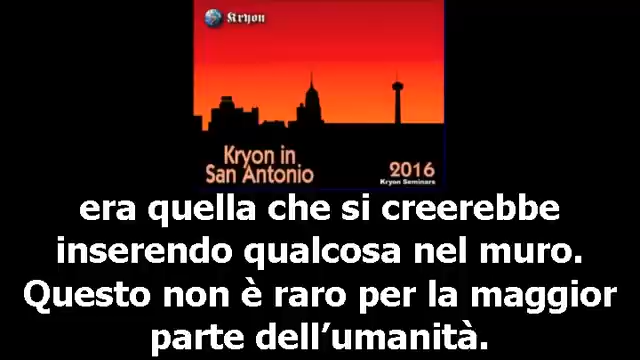 Kryon
Kryon in
San Antonio
2016
Kryon Seminars
era quella che si creerebbe
inserendo qualcosa nel muro.
Questo non è raro per la maggior
parte dell’umanità.